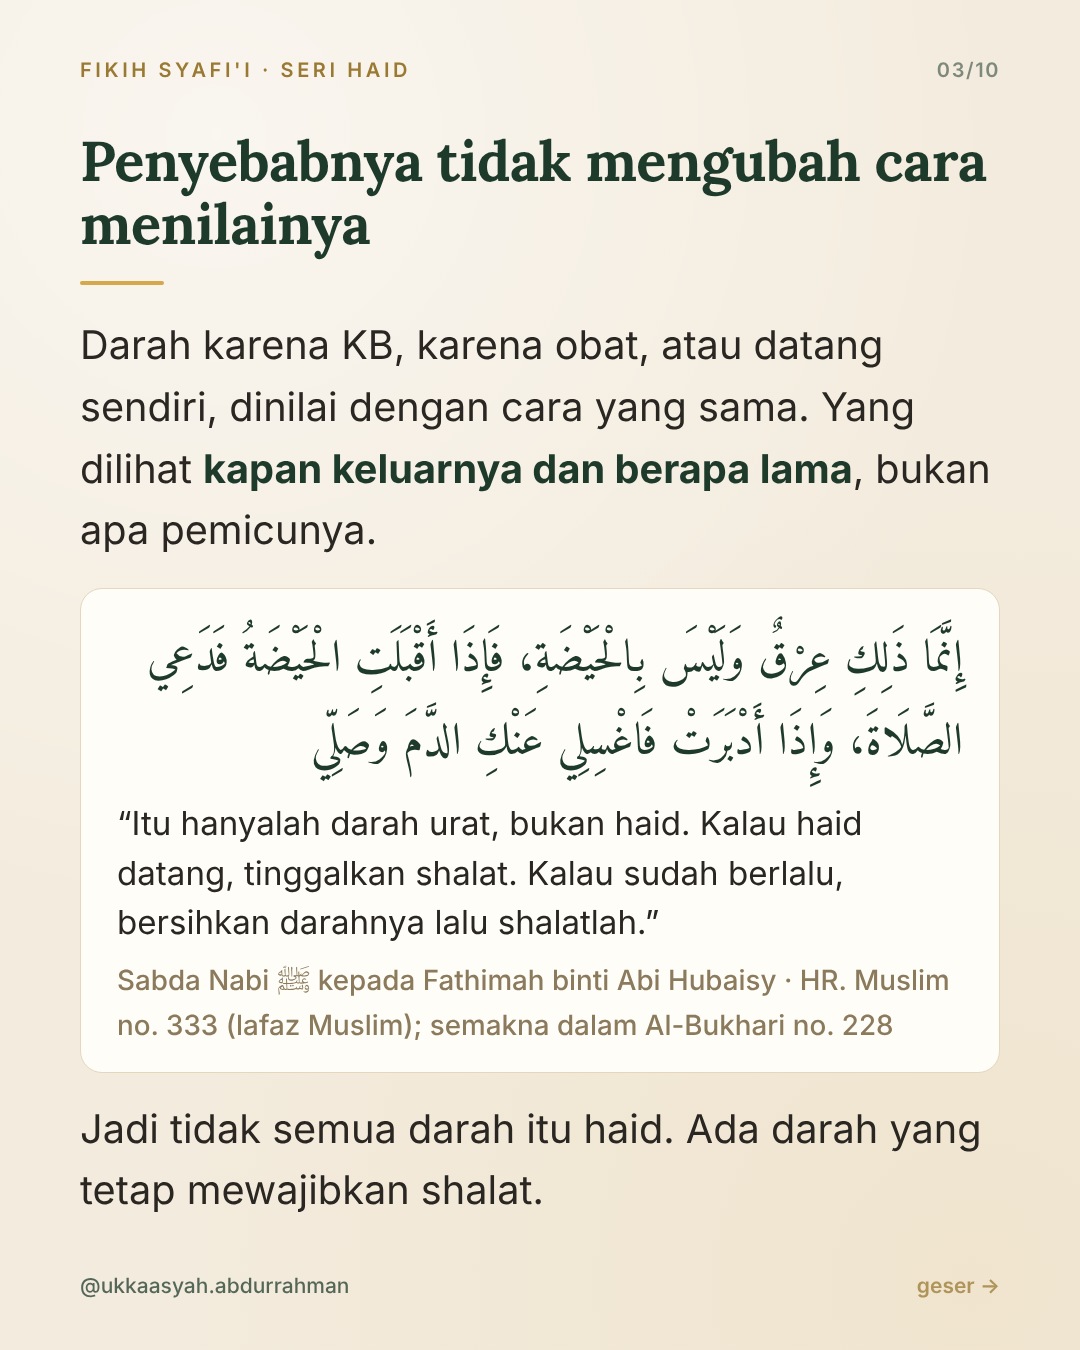 FIKIH SYAFI'I · SERI HAID
03/10
Penyebabnya tidak mengubah cara
menilainya
Darah karena KB, karena obat, atau datang
sendiri, dinilai dengan cara yang sama. Yang
dilihat kapan keluarnya dan berapa lama, bukan
apa pemicunya.
إِنَّمَا ذَلِكِ عِرْقٌ وَلَيْسَ بِالْحَيْضَةِ، فَإِذَا أَقْبَلَتِ الْحَيْضَةُ فَدَعِي
الصَّلَاةَ، وَإِذَا أَدْبَرَتْ فَاغْسِلِي عَنْكِ الدَّمَ وَصَلِّي
“Itu hanyalah darah urat, bukan haid. Kalau haid
datang, tinggalkan shalat. Kalau sudah berlalu,
bersihkan darahnya lalu shalatlah.”
Sabda Nabi ﷺ kepada Fathimah binti Abi Hubaisy · HR. Muslim
no. 333 (lafaz Muslim); semakna dalam Al-Bukhari no. 228
Jadi tidak semua darah itu haid. Ada darah yang
tetap mewajibkan shalat.
@ukkaasyah.abdurrahman
geser →